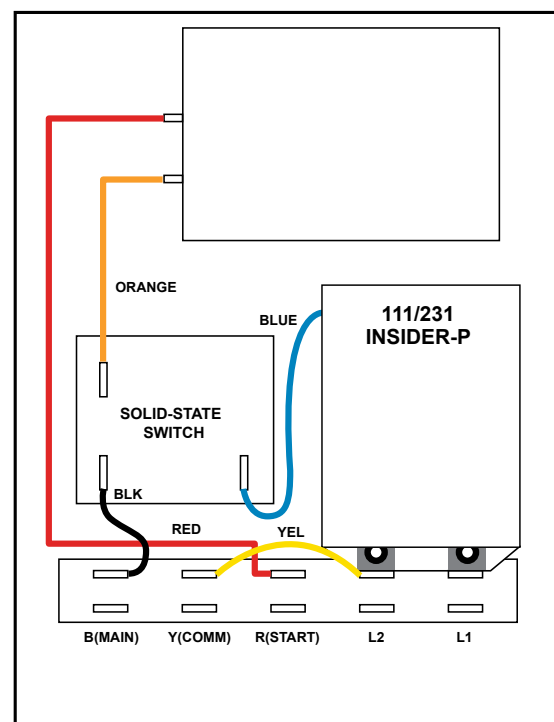 ORANGE
BLUE
111/231
INSIDER-P
SOLID-STATE
SWITCH
BLK
RED
YEL
B(MAIN)
Y(COMM)
R(START)
L2
L1